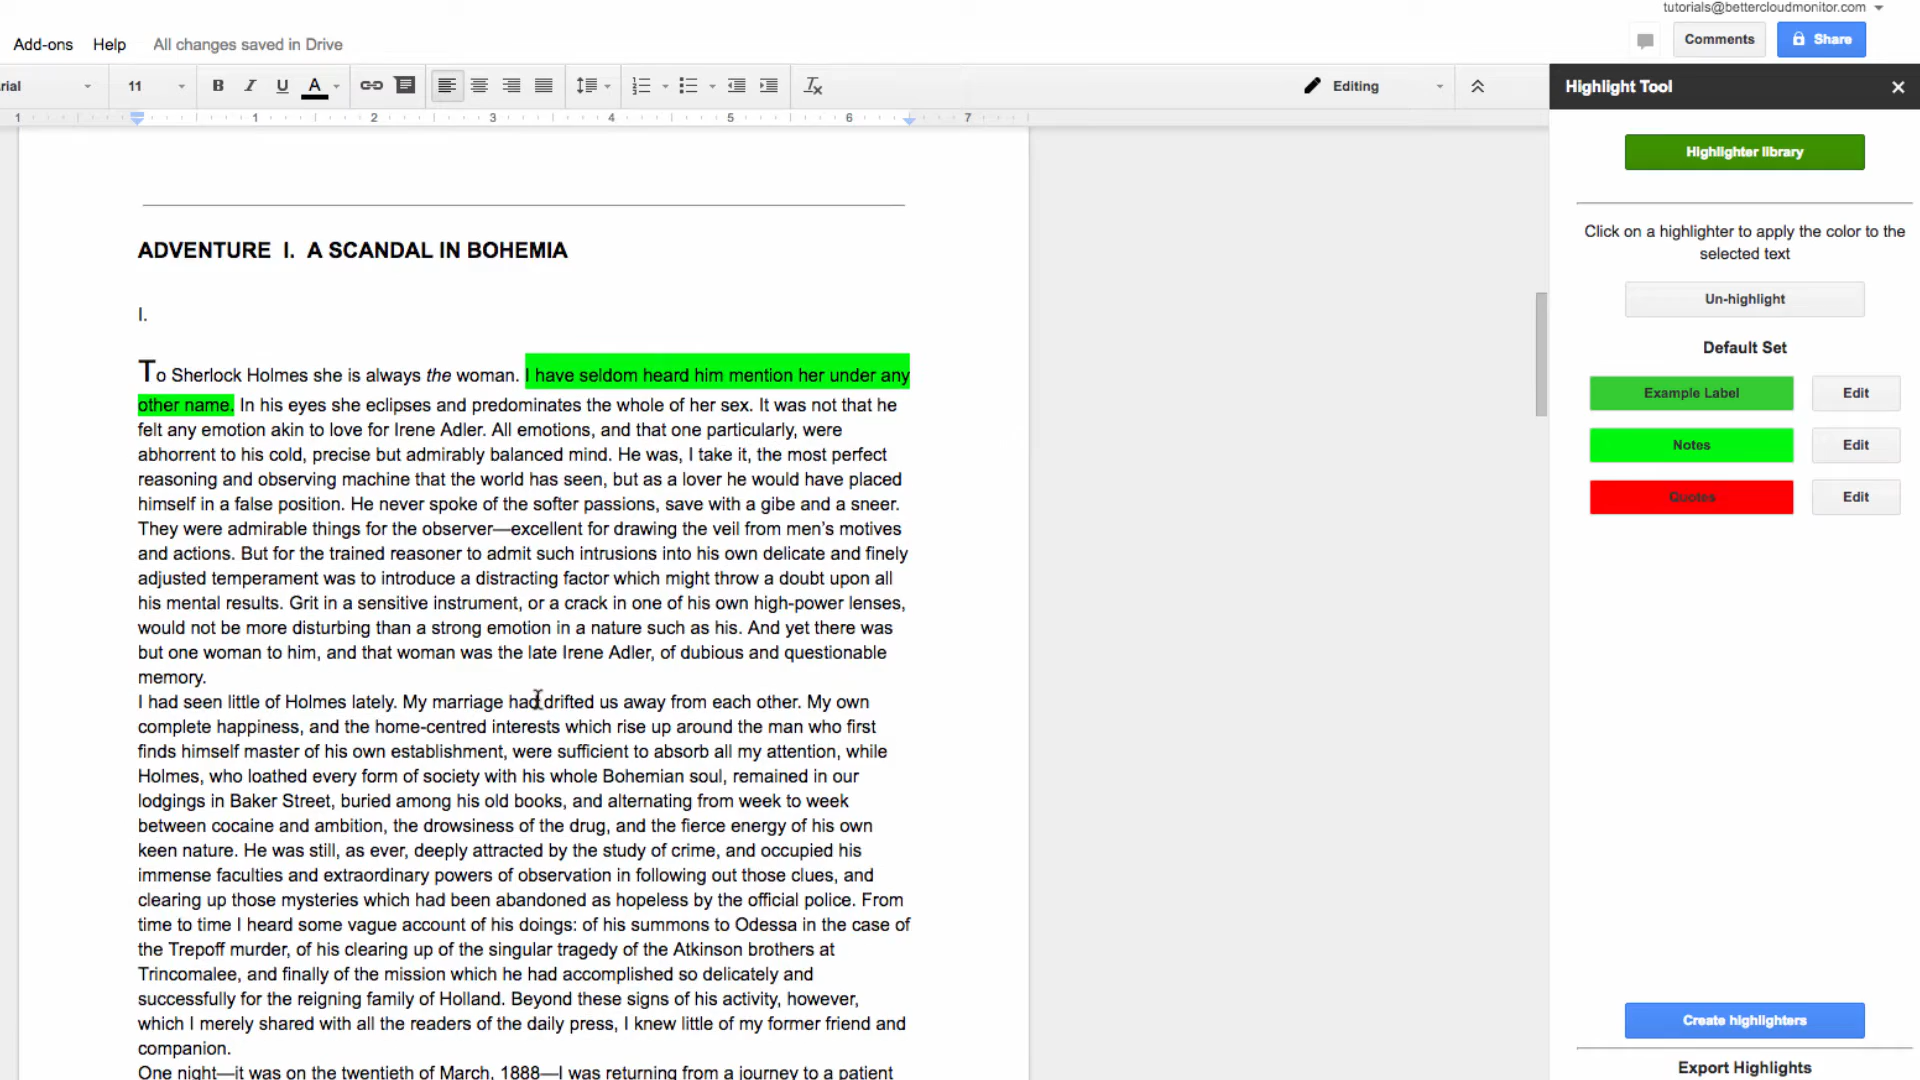 tutorials@bettercloudmonitor.com
Add-ons Help All changes saved in Drive
Comments Share
rial 11 B I U A Editing
Highlight Tool
1 1 2 3 4 5 6 7
Highlighter library
ADVENTURE I. A SCANDAL IN BOHEMIA
I.
To Sherlock Holmes she is always the woman. I have seldom heard him mention her under any
other name. In his eyes she eclipses and predominates the whole of her sex. It was not that he
felt any emotion akin to love for Irene Adler. All emotions, and that one particularly, were
abhorrent to his cold, precise but admirably balanced mind. He was, I take it, the most perfect
reasoning and observing machine that the world has seen, but as a lover he would have placed
himself in a false position. He never spoke of the softer passions, save with a gibe and a sneer.
They were admirable things for the observer—excellent for drawing the veil from men’s motives
and actions. But for the trained reasoner to admit such intrusions into his own delicate and finely
adjusted temperament was to introduce a distracting factor which might throw a doubt upon all
his mental results. Grit in a sensitive instrument, or a crack in one of his own high-power lenses,
would not be more disturbing than a strong emotion in a nature such as his. And yet there was
but one woman to him, and that woman was the late Irene Adler, of dubious and questionable
memory.
I had seen little of Holmes lately. My marriage had drifted us away from each other. My own
complete happiness, and the home-centred interests which rise up around the man who first
finds himself master of his own establishment, were sufficient to absorb all my attention, while
Holmes, who loathed every form of society with his whole Bohemian soul, remained in our
lodgings in Baker Street, buried among his old books, and alternating from week to week
between cocaine and ambition, the drowsiness of the drug, and the fierce energy of his own
keen nature. He was still, as ever, deeply attracted by the study of crime, and occupied his
immense faculties and extraordinary powers of observation in following out those clues, and
clearing up those mysteries which had been abandoned as hopeless by the official police. From
time to time I heard some vague account of his doings: of his summons to Odessa in the case of
the Trepoff murder, of his clearing up of the singular tragedy of the Atkinson brothers at
Trincomalee, and finally of the mission which he had accomplished so delicately and
successfully for the reigning family of Holland. Beyond these signs of his activity, however,
which I merely shared with all the readers of the daily press, I knew little of my former friend and
companion.
One night—it was on the twentieth of March, 1888—I was returning from a journey to a patient
Click on a highlighter to apply the color to the
selected text
Un-highlight
Default Set
Example Label Edit
Notes Edit
Quotes Edit
Create highlighters
Export Highlights